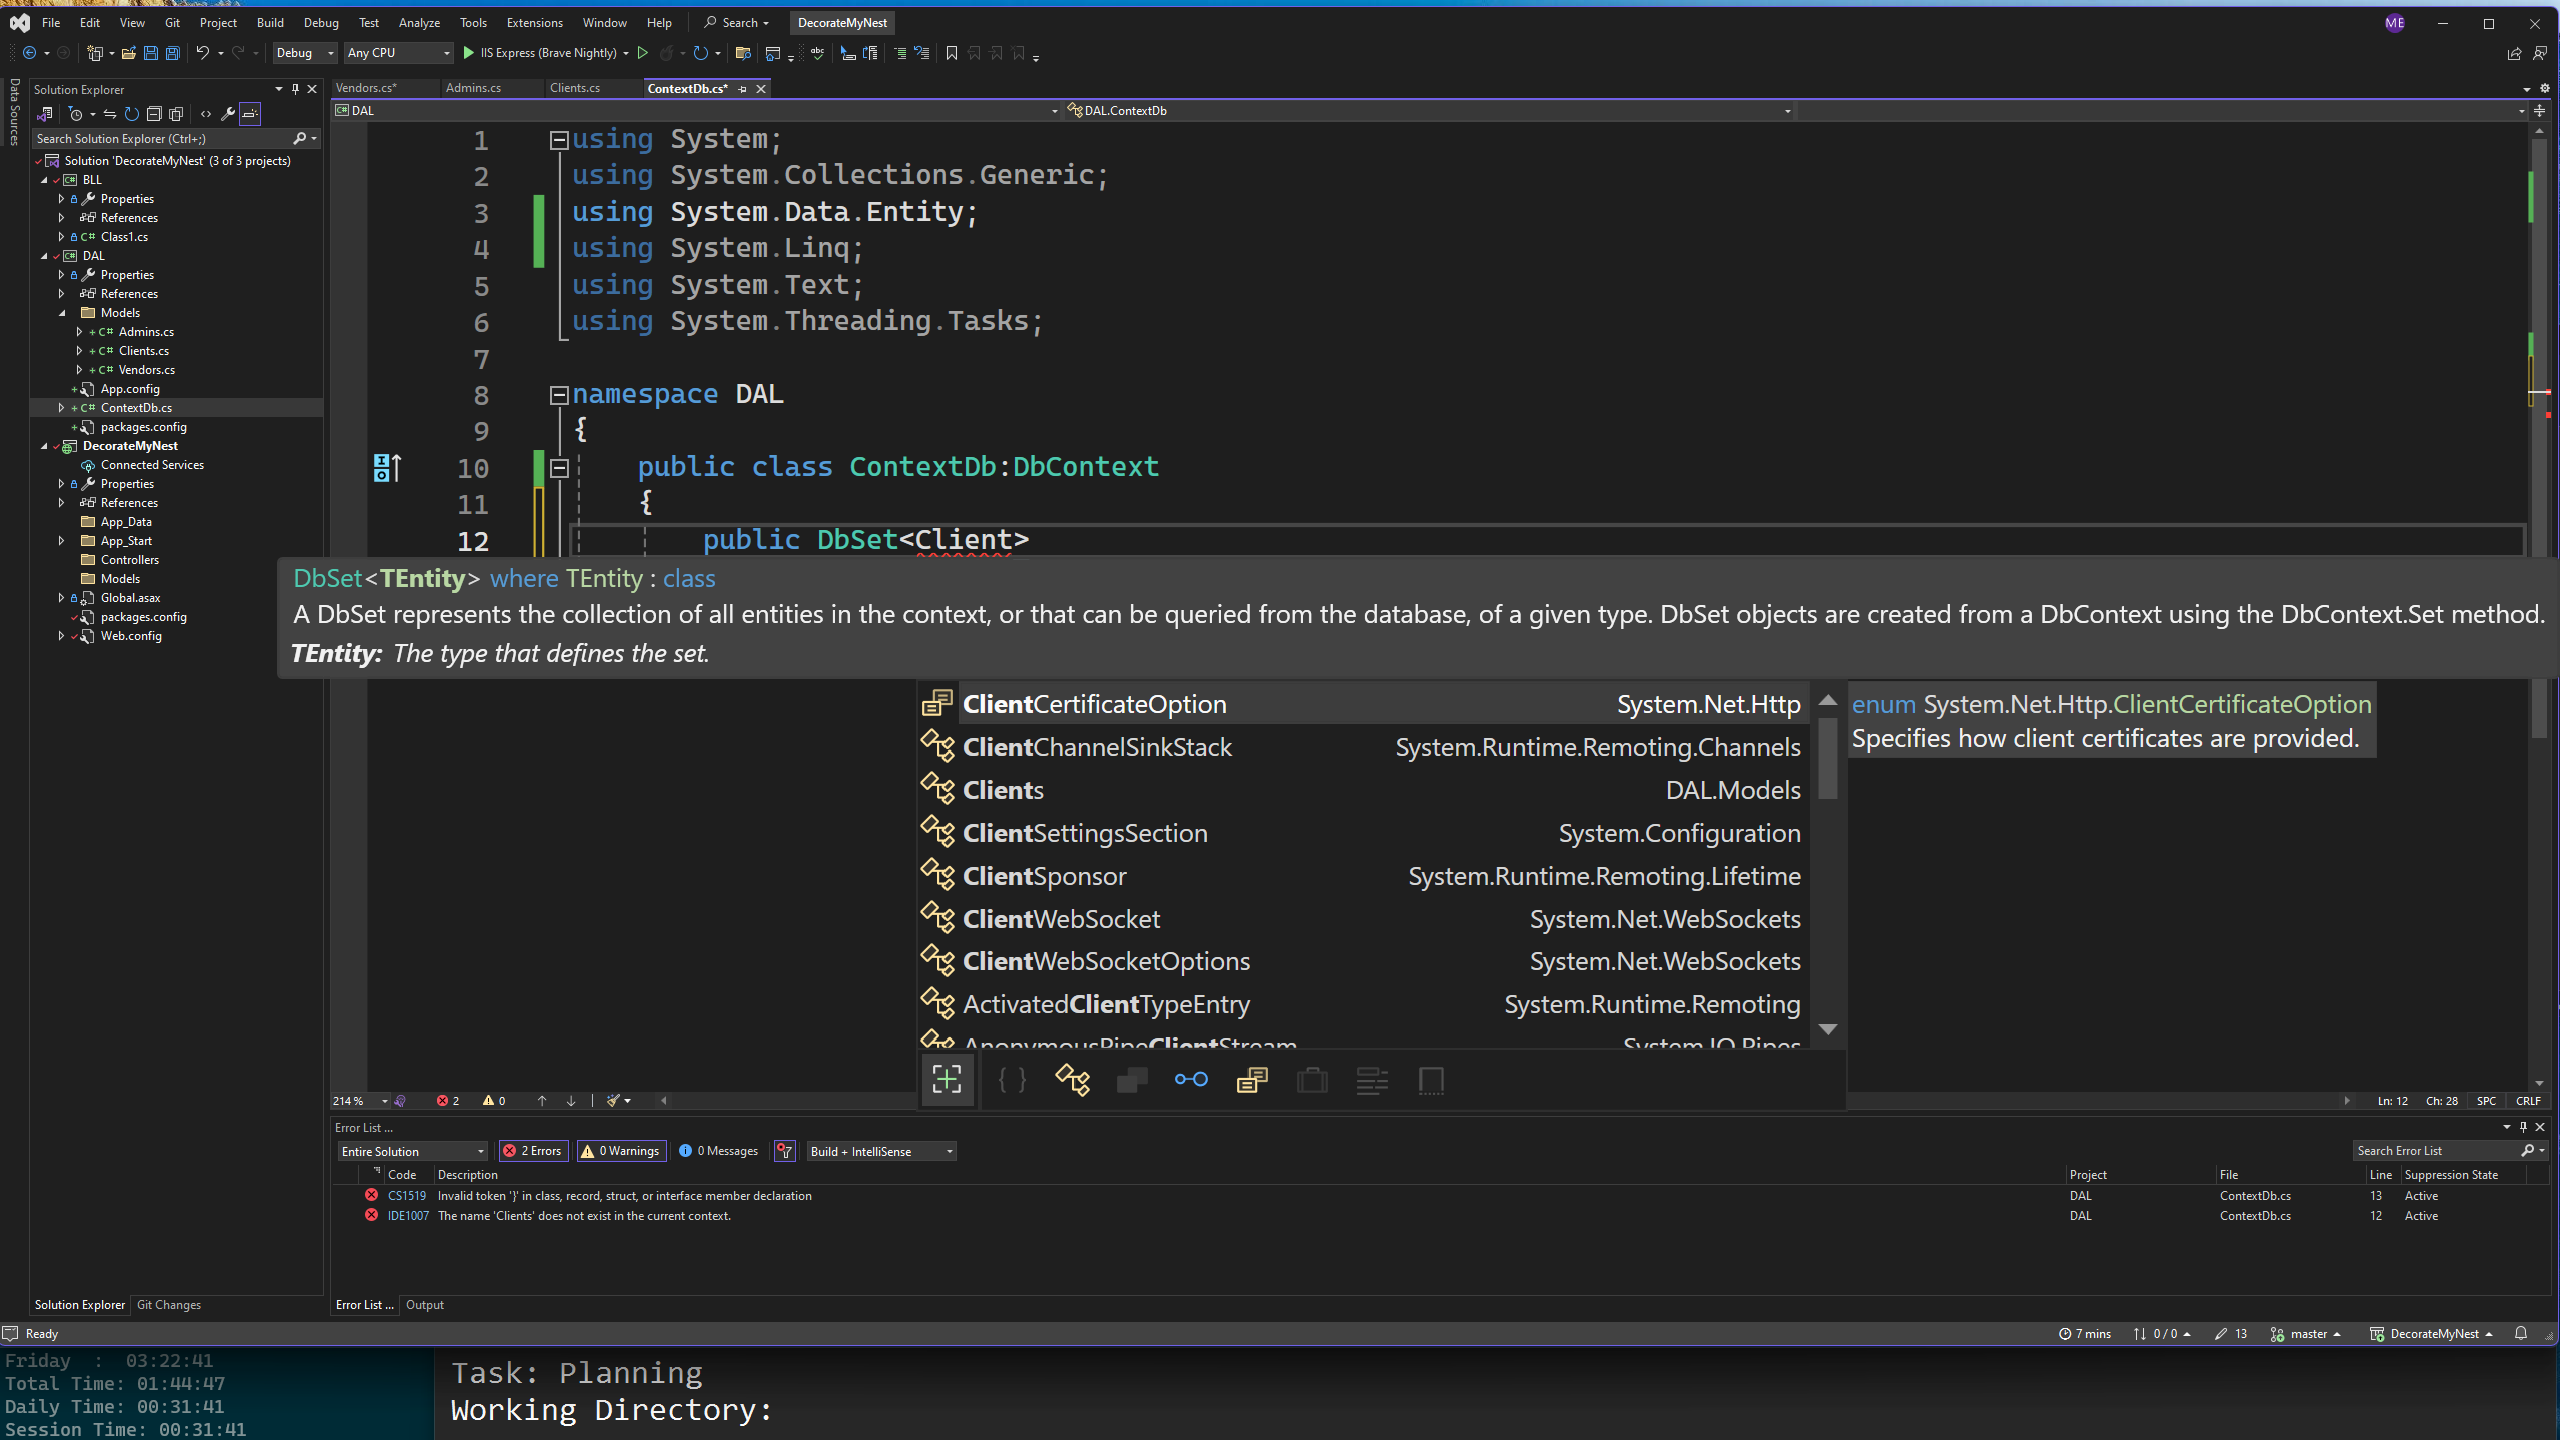 File Edit View Git Project Build Debug Test Analyze Tools Extensions Window Help Search DecorateMyNest ME
Debug Any CPU IIS Express (Brave Nightly)
Data Sources
Solution Explorer
Search Solution Explorer (Ctrl+;)
Solution 'DecorateMyNest' (3 of 3 projects)
BLL
Properties
References
C# Class1.cs
DAL
Properties
References
Models
C# Admins.cs
C# Clients.cs
C# Vendors.cs
App.config
C# ContextDb.cs
packages.config
DecorateMyNest
Connected Services
Properties
References
App_Data
App_Start
Controllers
Models
Global.asax
packages.config
Web.config
Solution Explorer Git Changes
Vendors.cs* Admins.cs Clients.cs ContextDb.cs*
DAL DAL.ContextDb
1 using System;
2 using System.Collections.Generic;
3 using System.Data.Entity;
4 using System.Linq;
5 using System.Text;
6 using System.Threading.Tasks;
7
8 namespace DAL
9 {
10 public class ContextDb:DbContext
11 {
12 public DbSet<Client>
DbSet<TEntity> where TEntity : class
A DbSet represents the collection of all entities in the context, or that can be queried from the database, of a given type. DbSet objects are created from a DbContext using the DbContext.Set method.
TEntity: The type that defines the set.
ClientCertificateOption System.Net.Http
ClientChannelSinkStack System.Runtime.Remoting.Channels
Clients DAL.Models
ClientSettingsSection System.Configuration
ClientSponsor System.Runtime.Remoting.Lifetime
ClientWebSocket System.Net.WebSockets
ClientWebSocketOptions System.Net.WebSockets
ActivatedClientTypeEntry System.Runtime.Remoting
AnonymousPipeClientStream System.IO.Pipes
enum System.Net.Http.ClientCertificateOption
Specifies how client certificates are provided.
214 % 2 0 Ln: 12 Ch: 28 SPC CRLF
Error List ...
Entire Solution 2 Errors 0 Warnings 0 Messages Build + IntelliSense Search Error List
Code Description Project File Line Suppression State
CS1519 Invalid token '}' in class, record, struct, or interface member declaration DAL ContextDb.cs 13 Active
IDE1007 The name 'Clients' does not exist in the current context. DAL ContextDb.cs 12 Active
Error List ... Output
Ready 7 mins 0 / 0 13 master DecorateMyNest
Friday : 03:22:41
Total Time: 01:44:47
Daily Time: 00:31:41
Session Time: 00:31:41
Task: Planning
Working Directory: